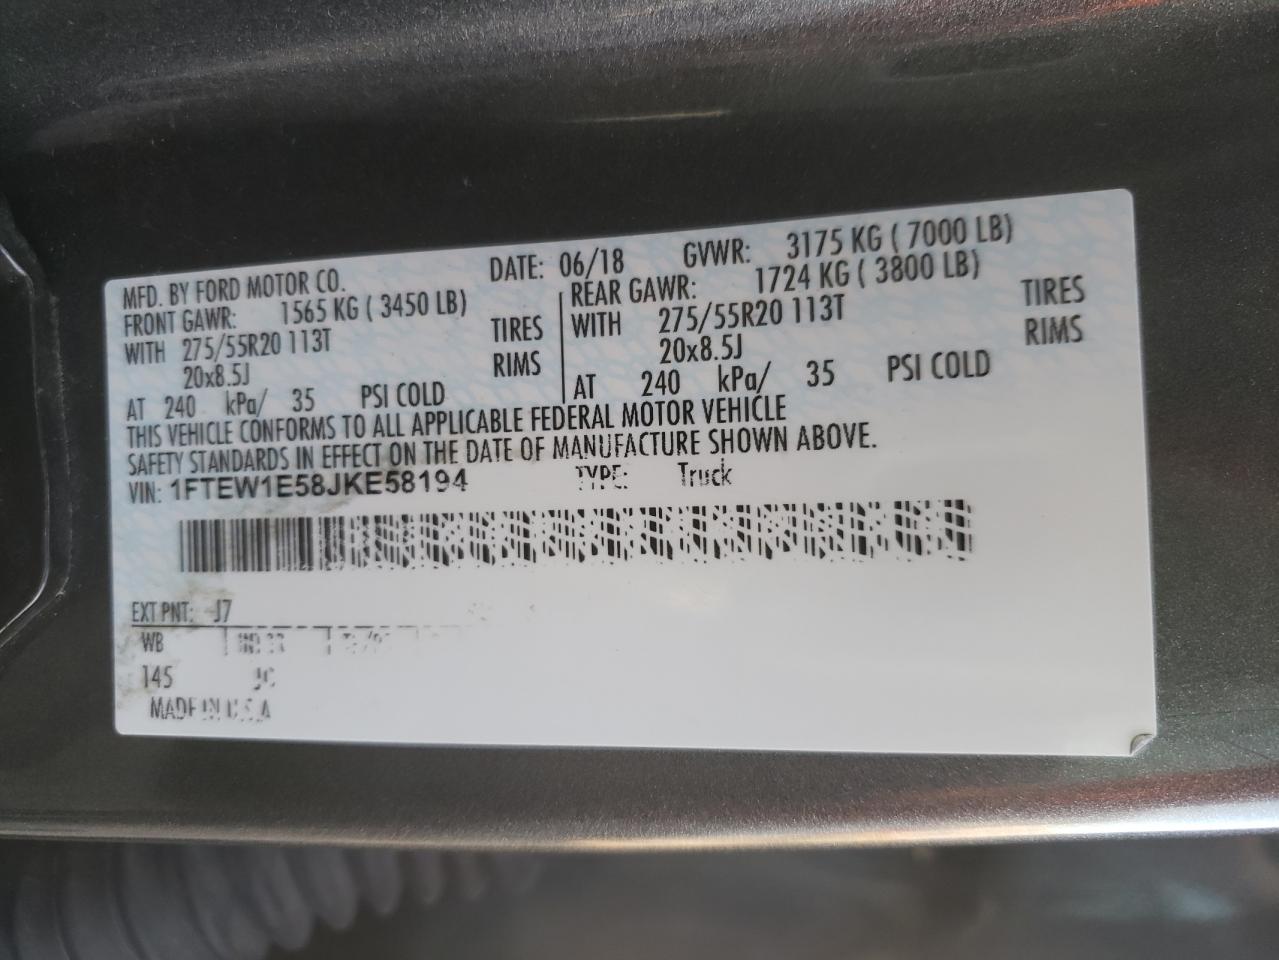 MFD. BY FORD MOTOR CO. DATE: 06/18 GVWR: 3175 KG ( 7000 LB)
FRONT GAWR: 1565 KG ( 3450 LB) REAR GAWR: 1724 KG ( 3800 LB)
WITH 275/55R20 113T TIRES WITH 275/55R20 113T TIRES
20x8.5J RIMS 20x8.5J RIMS
AT 240 kPa/ 35 PSI COLD AT 240 kPa/ 35 PSI COLD
THIS VEHICLE CONFORMS TO ALL APPLICABLE FEDERAL MOTOR VEHICLE
SAFETY STANDARDS IN EFFECT ON THE DATE OF MANUFACTURE SHOWN ABOVE.
VIN: 1FTEW1E58JKE58194 TYPE: Truck
EXT PNT: J7
WB
145
MADE IN U.S.A